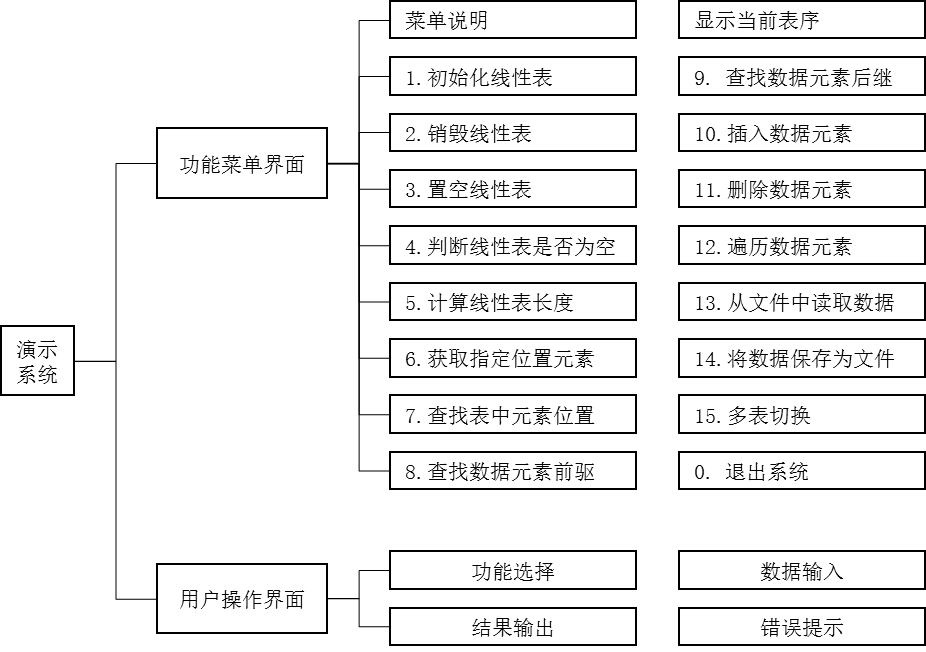 演示
系统
功能菜单界面
菜单说明
1.初始化线性表
2.销毁线性表
3.置空线性表
4.判断线性表是否为空
5.计算线性表长度
6.获取指定位置元素
7.查找表中元素位置
8.查找数据元素前驱
显示当前表序
9. 查找数据元素后继
10.插入数据元素
11.删除数据元素
12.遍历数据元素
13.从文件中读取数据
14.将数据保存为文件
15.多表切换
0. 退出系统
用户操作界面
功能选择
结果输出
数据输入
错误提示